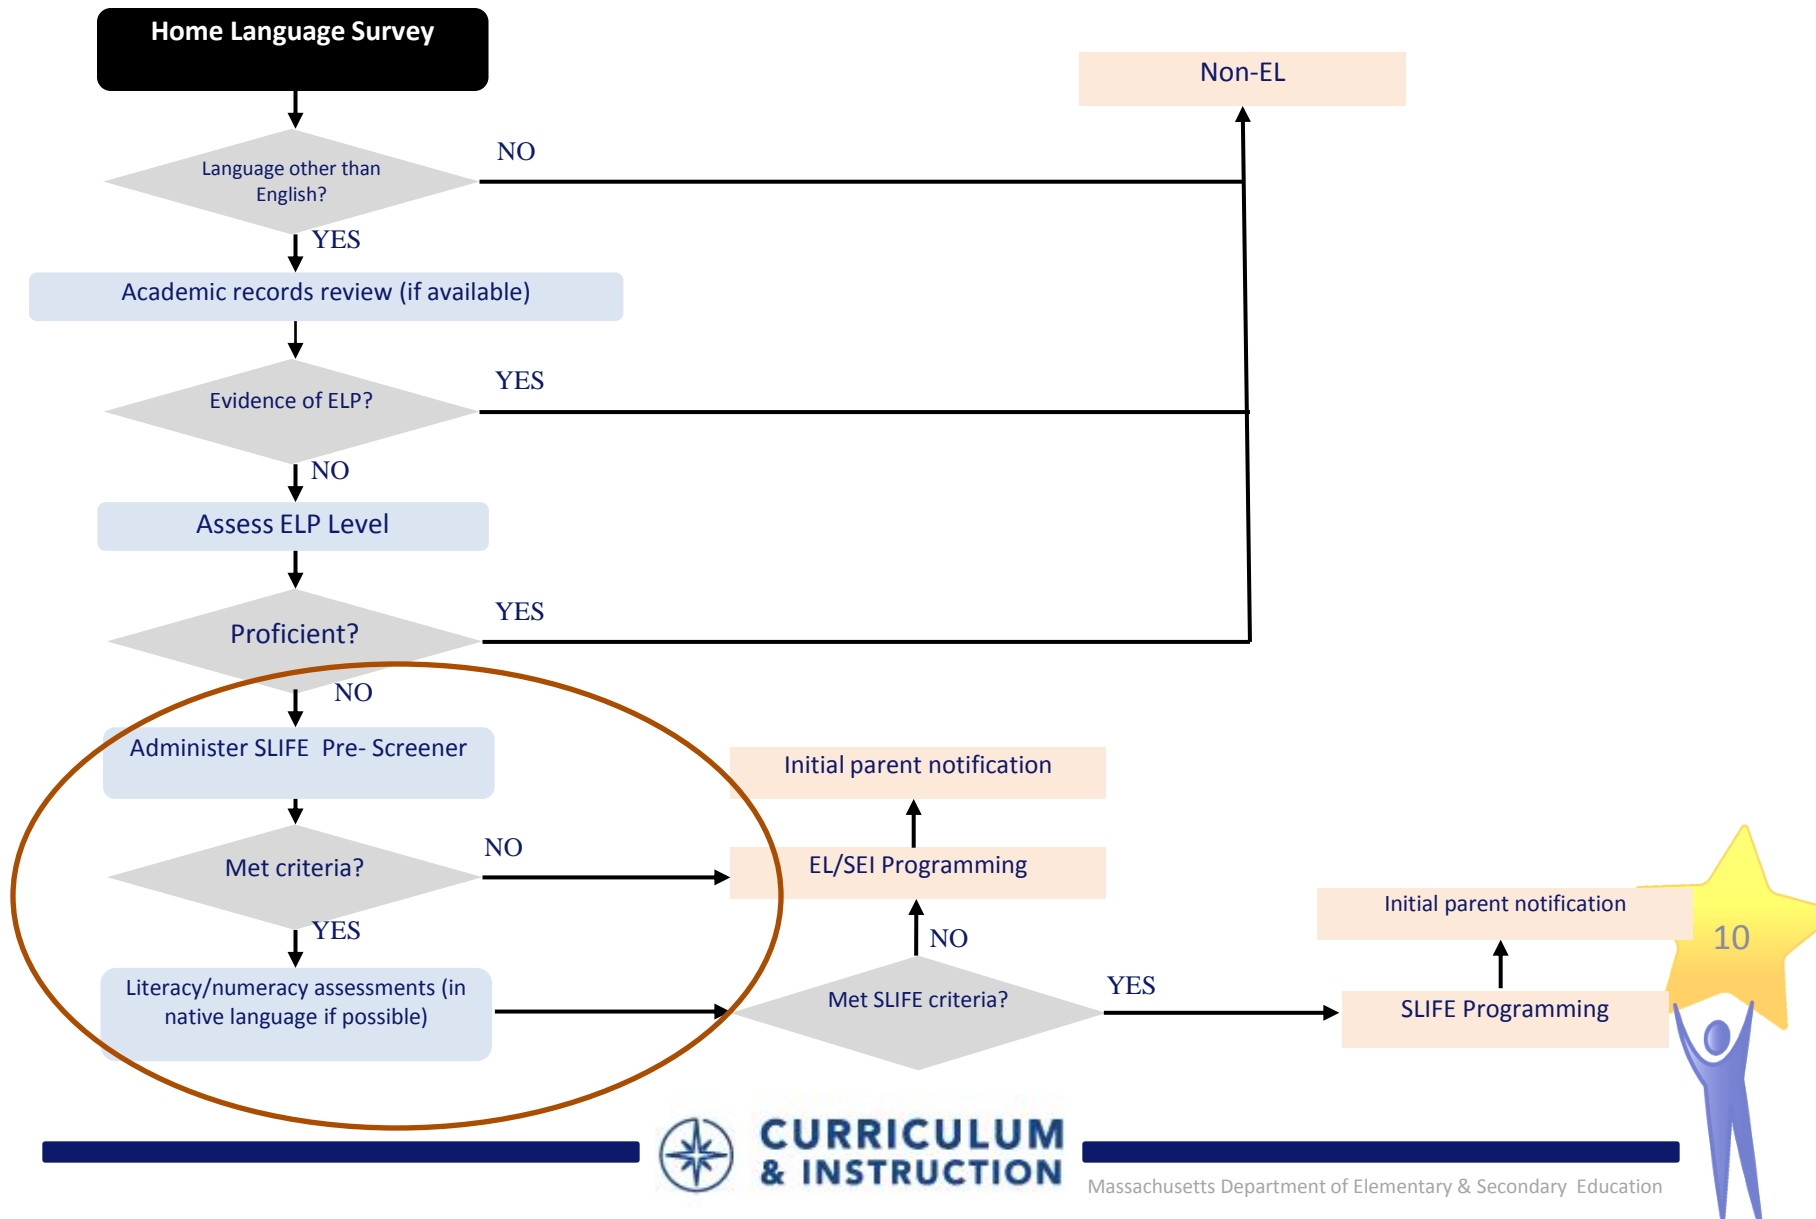 Home Language Survey
Non-EL
Language other than
English?
NO
YES
Academic records review (if available)
Evidence of ELP?
YES
NO
Assess ELP Level
Proficient?
YES
NO
Administer SLIFE  Pre- Screener
Initial parent notification
Met criteria?
NO
EL/SEI Programming
YES
NO
Initial parent notification
10
Literacy/numeracy assessments (in
native language if possible)
Met SLIFE criteria?
YES
SLIFE Programming
CURRICULUM
& INSTRUCTION
Massachusetts Department of Elementary & Secondary  Education